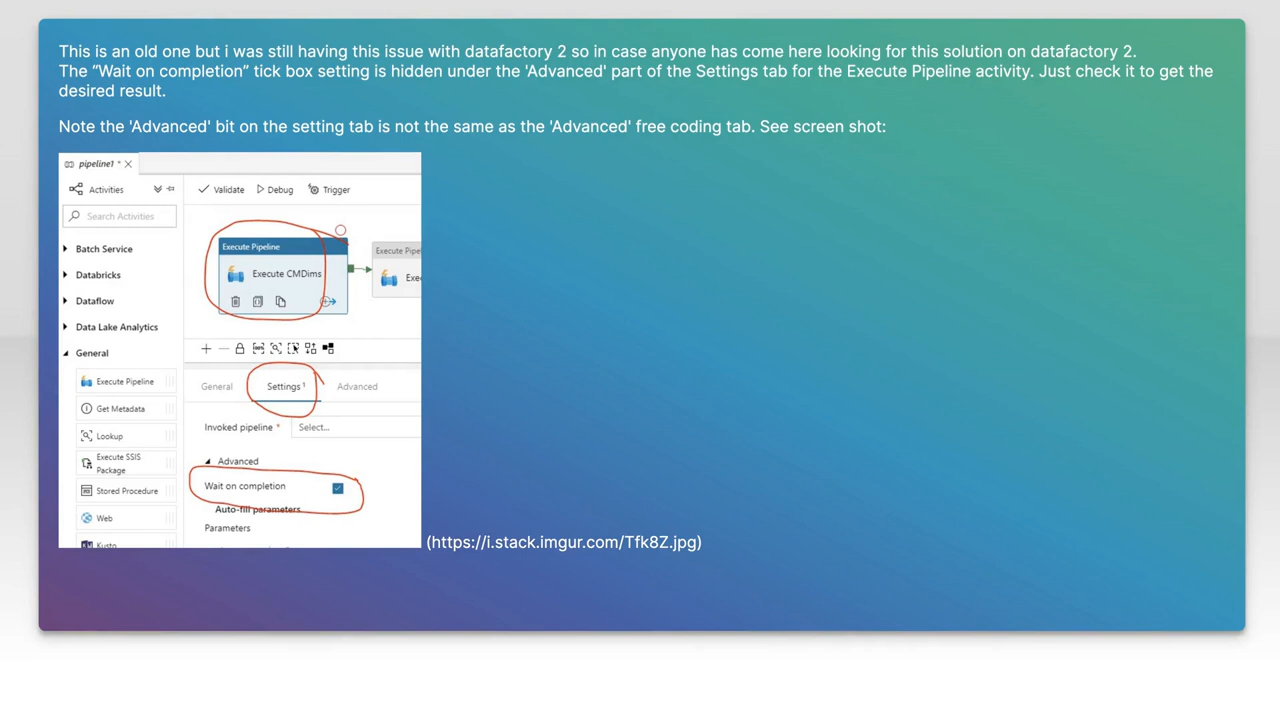 This is an old one but i was still having this issue with datafactory 2 so in case anyone has come here looking for this solution on datafactory 2.
The “Wait on completion” tick box setting is hidden under the 'Advanced' part of the Settings tab for the Execute Pipeline activity. Just check it to get the
desired result.
Note the 'Advanced' bit on the setting tab is not the same as the 'Advanced' free coding tab. See screen shot:
pipeline1 *
Activities
Validate Debug Trigger
Search Activities
Batch Service
Databricks
Dataflow
Data Lake Analytics
General
Execute Pipeline
Get Metadata
Lookup
Execute SSIS
Package
Stored Procedure
Web
Kusto
Execute Pipeline
Execute CMDims
Execute Pipe
Exe
General Settings 1 Advanced
Invoked pipeline * Select...
Advanced
Wait on completion
Auto-fill parameters
Parameters
(https://i.stack.imgur.com/Tfk8Z.jpg)